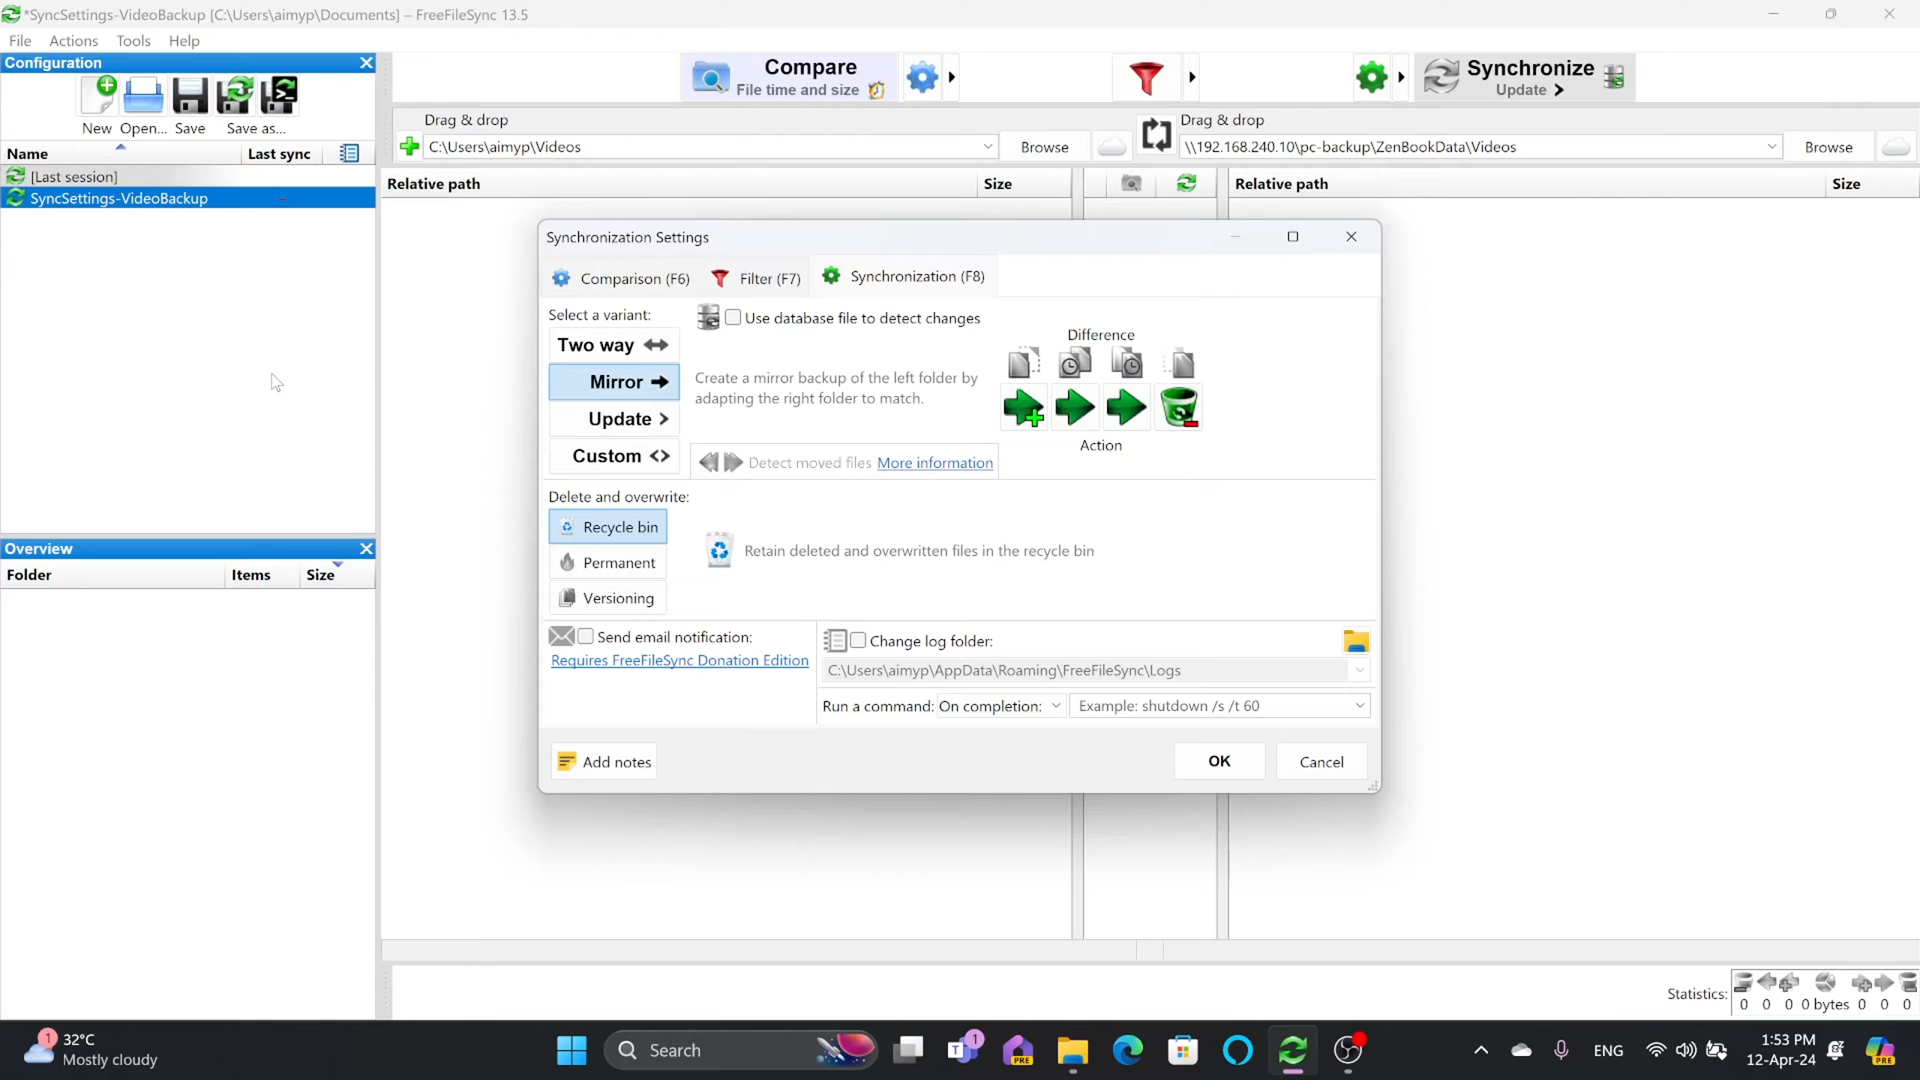 *SyncSettings-VideoBackup [C:\Users\aimyp\Documents] – FreeFileSync 13.5
File Actions Tools Help
Configuration
New Open... Save Save as...
Name Last sync
[Last session]
SyncSettings-VideoBackup –
Compare
File time and size
Synchronize
Update >
Drag & drop
C:\Users\aimyp\Videos Browse
Drag & drop
\\192.168.240.10\pc-backup\ZenBookData\Videos Browse
Relative path Size
Relative path Size
Synchronization Settings
Comparison (F6) Filter (F7) Synchronization (F8)
Select a variant:
Two way
Mirror
Update
Custom
Use database file to detect changes
Create a mirror backup of the left folder by
adapting the right folder to match.
Detect moved files More information
Difference
Action
Delete and overwrite:
Recycle bin
Permanent
Versioning
Retain deleted and overwritten files in the recycle bin
Send email notification:
Requires FreeFileSync Donation Edition
Change log folder:
C:\Users\aimyp\AppData\Roaming\FreeFileSync\Logs
Run a command: On completion: Example: shutdown /s /t 60
Add notes OK Cancel
Overview
Folder Items Size
Statistics: 0 0 0 0 bytes 0 0 0
1
32°C
Mostly cloudy
Search
1
PRE
ENG
1:53 PM
12-Apr-24
PRE